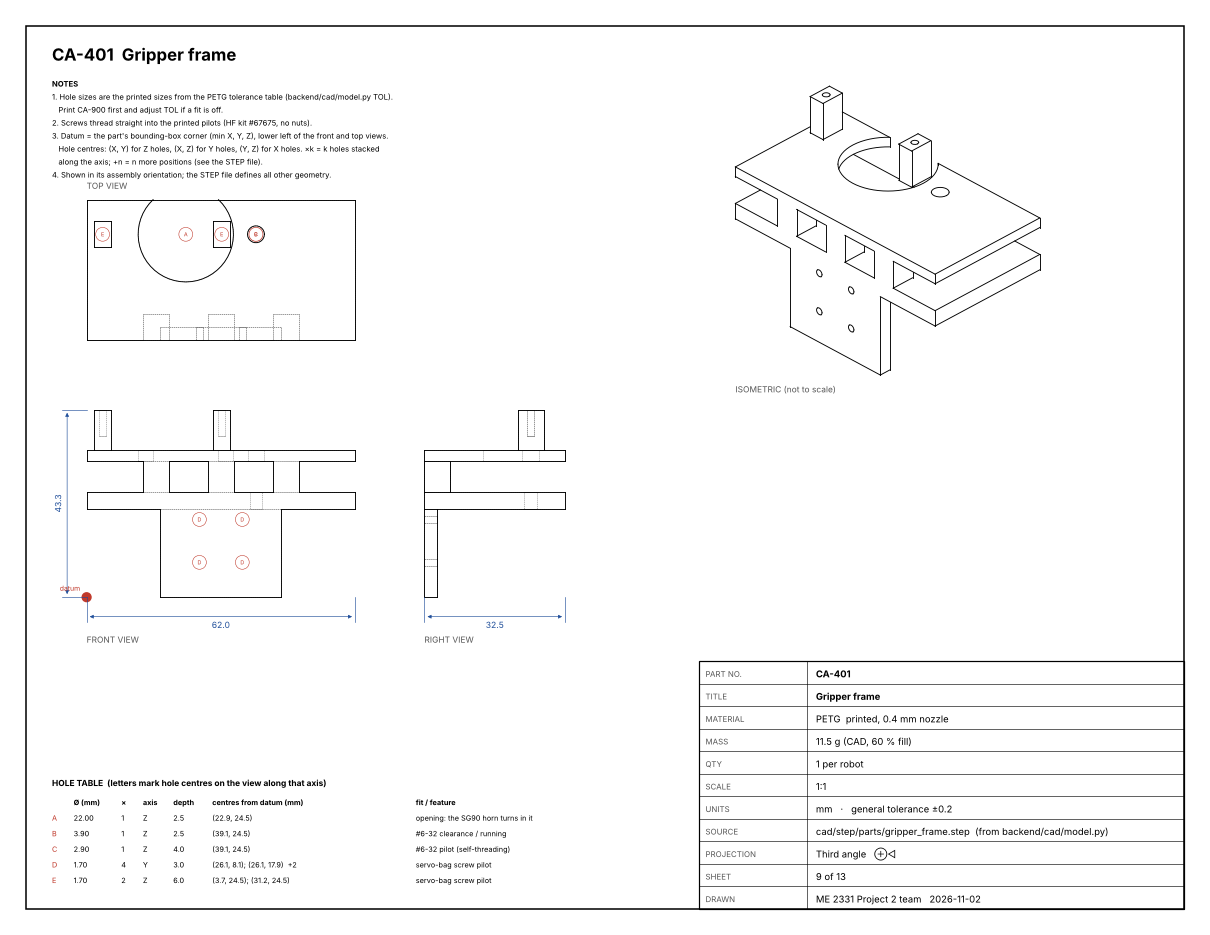 CA-401 Gripper frame
NOTES
1. Hole sizes are the printed sizes from the PETG tolerance table (backend/cad/model.py TOL).
Print CA-900 first and adjust TOL if a fit is off.
2. Screws thread straight into the printed pilots (HF kit #67675, no nuts).
3. Datum = the part's bounding-box corner (min X, Y, Z), lower left of the front and top views.
Hole centres: (X, Y) for Z holes, (X, Z) for Y holes, (Y, Z) for X holes. ×k = k holes stacked
along the axis; +n = n more positions (see the STEP file).
4. Shown in its assembly orientation; the STEP file defines all other geometry.
TOP VIEW
E A E B
ISOMETRIC (not to scale)
43.3
D D
D D
datum
62.0
32.5
FRONT VIEW
RIGHT VIEW
PART NO. CA-401
TITLE Gripper frame
MATERIAL PETG printed, 0.4 mm nozzle
MASS 11.5 g (CAD, 60 % fill)
QTY 1 per robot
SCALE 1:1
UNITS mm · general tolerance ±0.2
SOURCE cad/step/parts/gripper_frame.step (from backend/cad/model.py)
PROJECTION Third angle
SHEET 9 of 13
DRAWN ME 2331 Project 2 team 2026-11-02
HOLE TABLE (letters mark hole centres on the view along that axis)
Ø (mm) × axis depth centres from datum (mm) fit / feature
A 22.00 1 Z 2.5 (22.9, 24.5) opening: the SG90 horn turns in it
B 3.90 1 Z 2.5 (39.1, 24.5) #6-32 clearance / running
C 2.90 1 Z 4.0 (39.1, 24.5) #6-32 pilot (self-threading)
D 1.70 4 Y 3.0 (26.1, 8.1); (26.1, 17.9) +2 servo-bag screw pilot
E 1.70 2 Z 6.0 (3.7, 24.5); (31.2, 24.5) servo-bag screw pilot